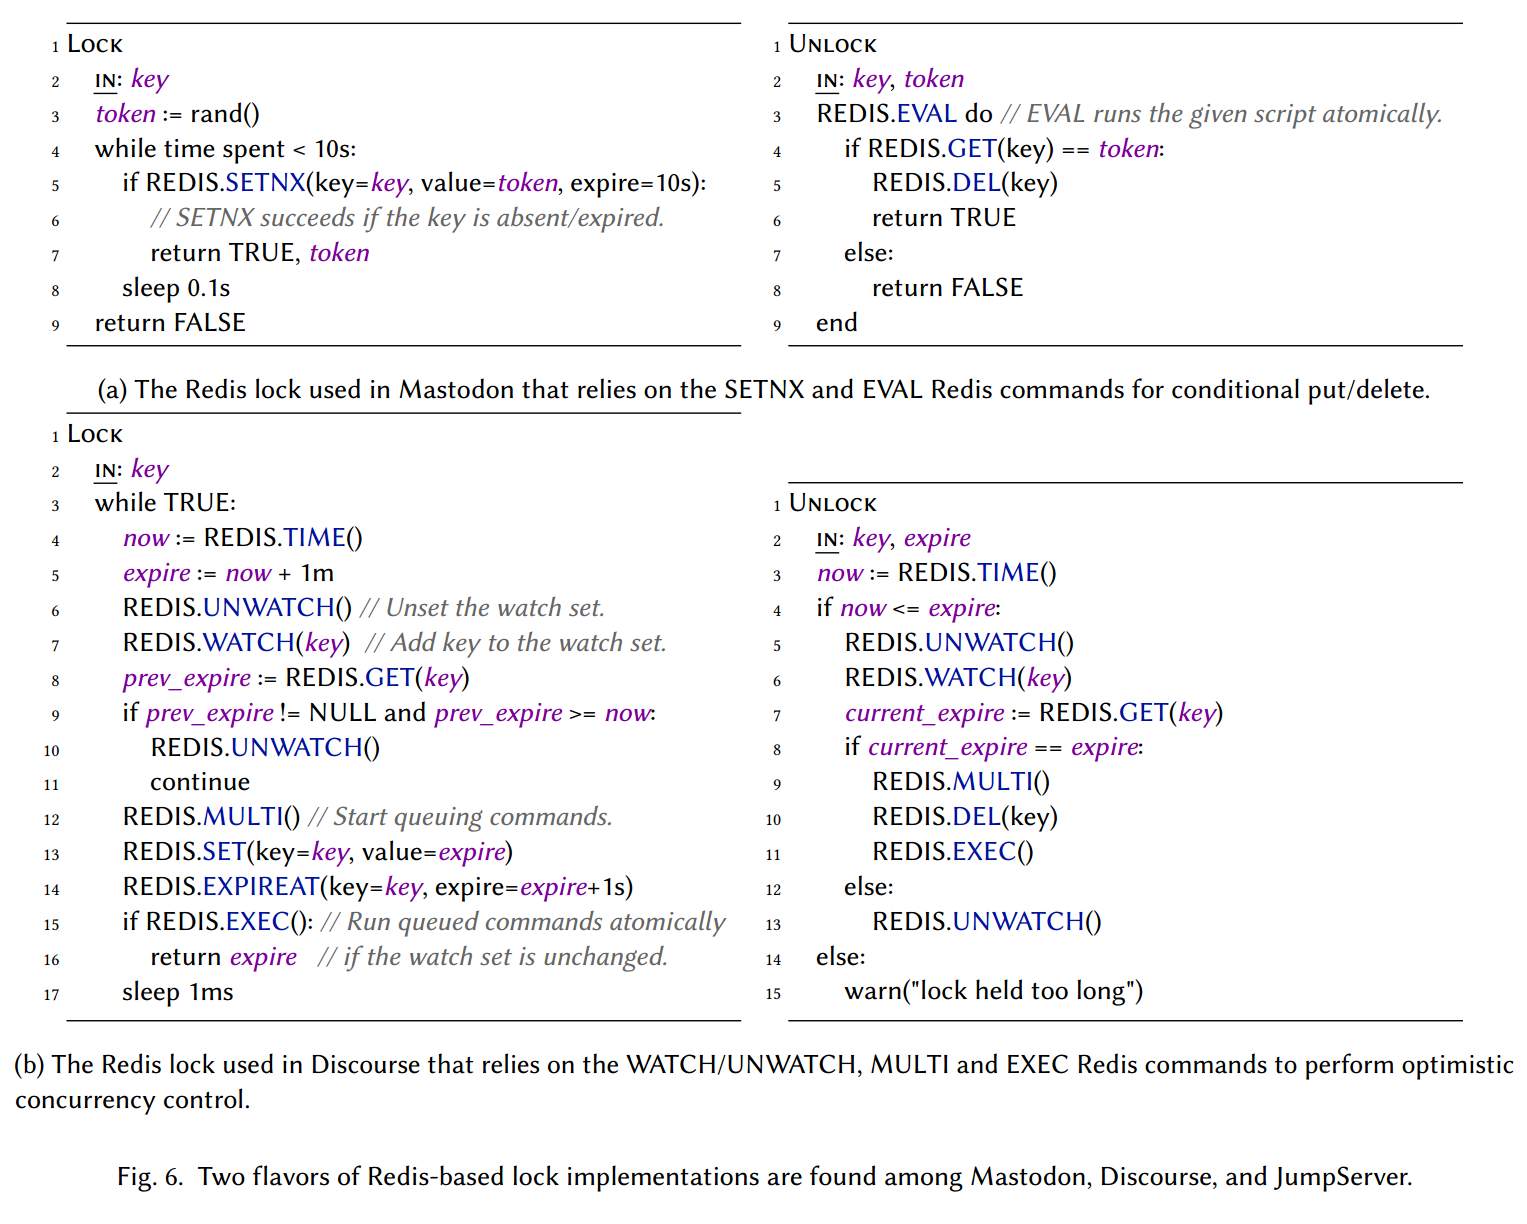 1 Lock
2 in: key
3 token := rand()
4 while time spent < 10s:
5 if REDIS.SETNX(key=key, value=token, expire=10s):
6 // SETNX succeeds if the key is absent/expired.
7 return TRUE, token
8 sleep 0.1s
9 return FALSE
1 Unlock
2 in: key, token
3 REDIS.EVAL do // EVAL runs the given script atomically.
4 if REDIS.GET(key) == token:
5 REDIS.DEL(key)
6 return TRUE
7 else:
8 return FALSE
9 end
(a) The Redis lock used in Mastodon that relies on the SETNX and EVAL Redis commands for conditional put/delete.
1 Lock
2 in: key
3 while TRUE:
4 now := REDIS.TIME()
5 expire := now + 1m
6 REDIS.UNWATCH() // Unset the watch set.
7 REDIS.WATCH(key) // Add key to the watch set.
8 prev_expire := REDIS.GET(key)
9 if prev_expire != NULL and prev_expire >= now:
10 REDIS.UNWATCH()
11 continue
12 REDIS.MULTI() // Start queuing commands.
13 REDIS.SET(key=key, value=expire)
14 REDIS.EXPIREAT(key=key, expire=expire+1s)
15 if REDIS.EXEC(): // Run queued commands atomically
16 return expire // if the watch set is unchanged.
17 sleep 1ms
1 Unlock
2 in: key, expire
3 now := REDIS.TIME()
4 if now <= expire:
5 REDIS.UNWATCH()
6 REDIS.WATCH(key)
7 current_expire := REDIS.GET(key)
8 if current_expire == expire:
9 REDIS.MULTI()
10 REDIS.DEL(key)
11 REDIS.EXEC()
12 else:
13 REDIS.UNWATCH()
14 else:
15 warn("lock held too long")
(b) The Redis lock used in Discourse that relies on the WATCH/UNWATCH, MULTI and EXEC Redis commands to perform optimistic
concurrency control.
Fig. 6. Two flavors of Redis-based lock implementations are found among Mastodon, Discourse, and JumpServer.